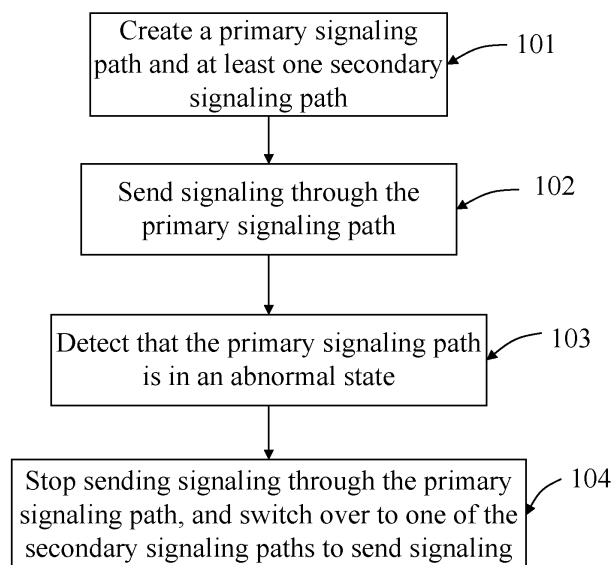 Create a primary signaling
path and at least one secondary
signaling path
101
Send signaling through the
primary signaling path
102
Detect that the primary signaling path
is in an abnormal state
103
Stop sending signaling through the primary
signaling path, and switch over to one of the
secondary signaling paths to send signaling
104